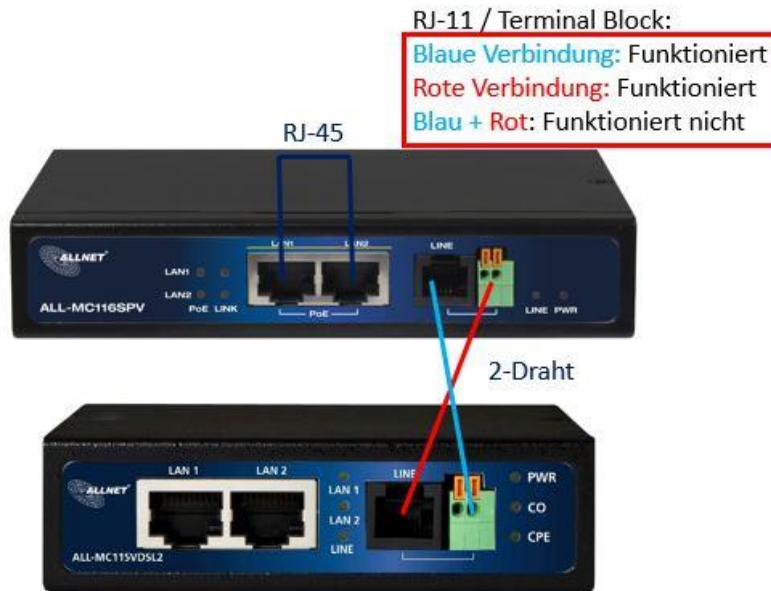 RJ-11 / Terminal Block:
Blaue Verbindung: Funktioniert
Rote Verbindung: Funktioniert
Blau + Rot: Funktioniert nicht
RJ-45
ALLNET
LAN1
LAN2
LINE
LAN1
LAN2
PoE LINK
ALL-MC116SPV
PoE
LINE PWR
2-Draht
ALLNET
LAN 1
LAN 2
LINE
LAN 1
LAN 2
LINE
PWR
CO
CPE
ALL-MC115VDSL2